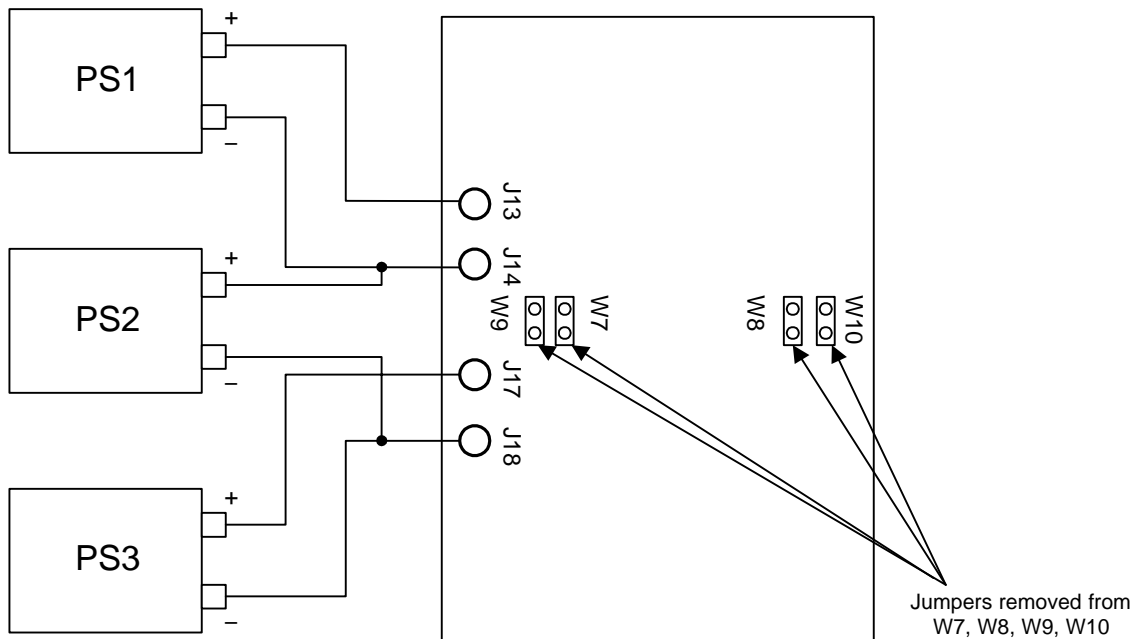 +
PS1
–
J13
J14
+
PS2
–
W9
W7
W8
W10
J17
J18
+
PS3
–
Jumpers removed from
W7, W8, W9, W10